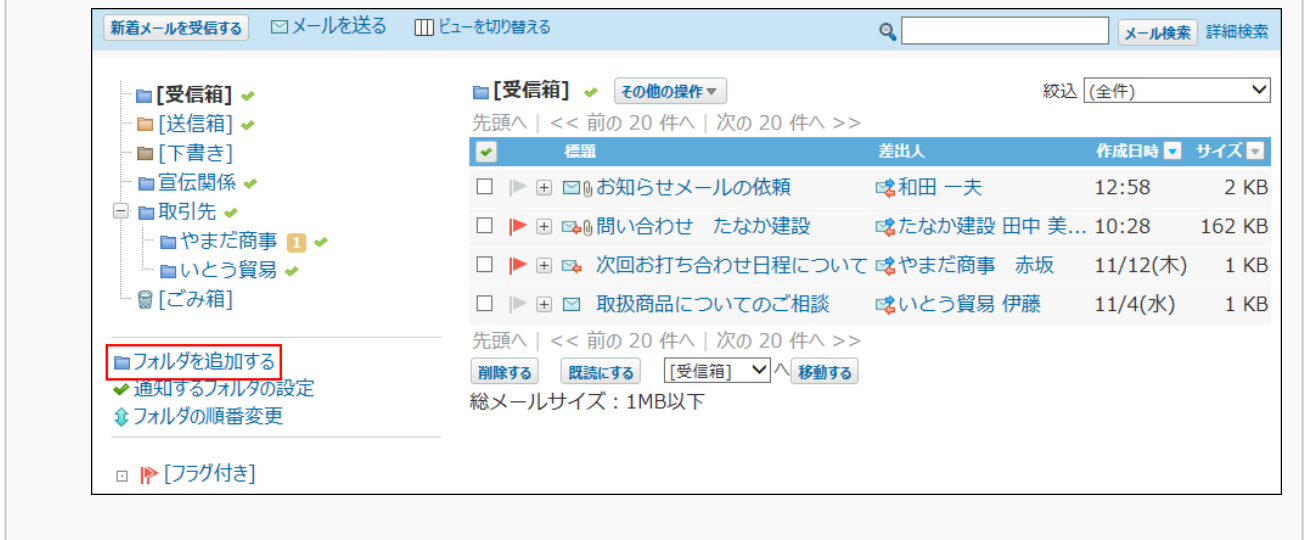 新着メールを受信する メールを送る ビューを切り替える メール検索 詳細検索
[受信箱]
[送信箱]
[下書き]
宣伝関係
取引先
やまだ商事 1
いとう貿易
[ごみ箱]
フォルダを追加する
通知するフォルダの設定
フォルダの順番変更
[フラグ付き]
[受信箱] その他の操作 絞込 (全件)
先頭へ | << 前の 20 件へ | 次の 20 件へ >>
標題 差出人 作成日時 サイズ
お知らせメールの依頼 和田 一夫 12:58 2 KB
問い合わせ たなか建設 たなか建設 田中 美... 10:28 162 KB
次回お打ち合わせ日程について やまだ商事 赤坂 11/12(木) 1 KB
取扱商品についてのご相談 いとう貿易 伊藤 11/4(水) 1 KB
先頭へ | << 前の 20 件へ | 次の 20 件へ >>
削除する 既読にする [受信箱] へ 移動する
総メールサイズ：1MB以下